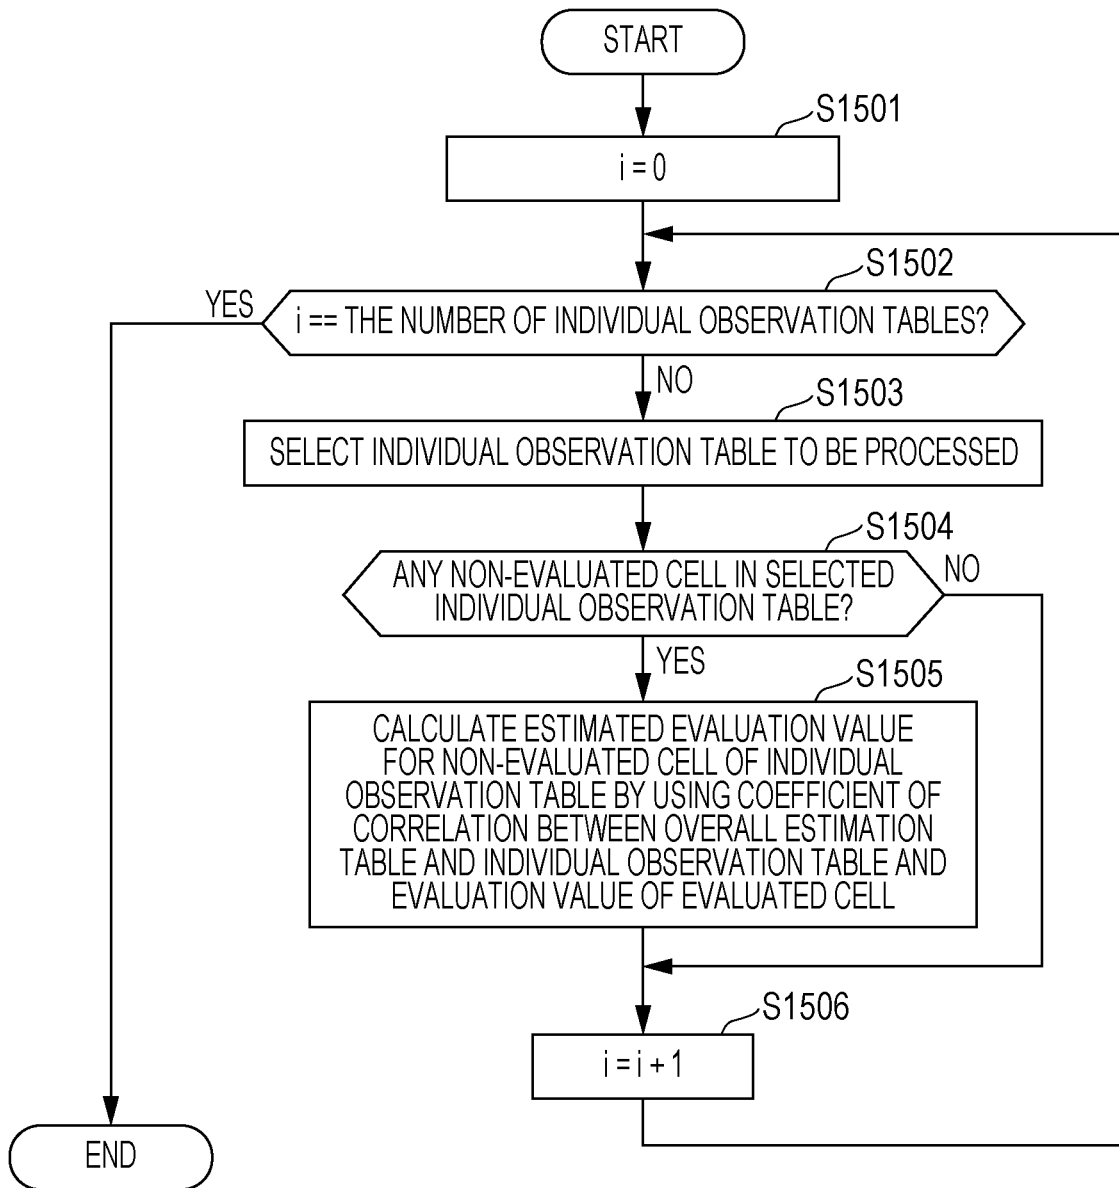 START
S1501
i = 0
S1502
YES
i == THE NUMBER OF INDIVIDUAL OBSERVATION TABLES?
NO
S1503
SELECT INDIVIDUAL OBSERVATION TABLE TO BE PROCESSED
S1504
ANY NON-EVALUATED CELL IN SELECTED
INDIVIDUAL OBSERVATION TABLE?
NO
YES
S1505
CALCULATE ESTIMATED EVALUATION VALUE
FOR NON-EVALUATED CELL OF INDIVIDUAL
OBSERVATION TABLE BY USING COEFFICIENT OF
CORRELATION BETWEEN OVERALL ESTIMATION
TABLE AND INDIVIDUAL OBSERVATION TABLE AND
EVALUATION VALUE OF EVALUATED CELL
S1506
i = i + 1
END